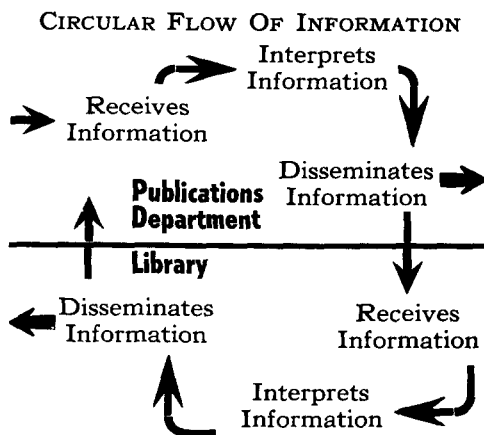 CIRCULAR FLOW OF INFORMATION
Interprets
Information
Receives
Information
Disseminates
Information
Publications
Department
Library
Disseminates
Information
Receives
Information
Interprets
Information